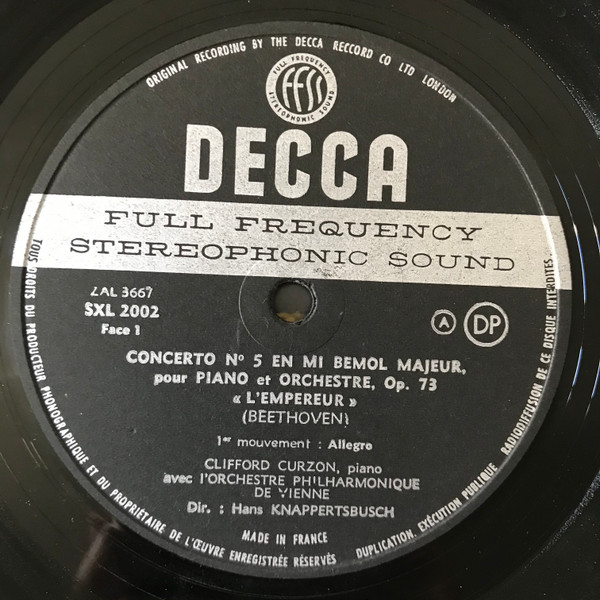 ORIGINAL RECORDING BY THE DECCA RECCORD CO LTD LONDON
FULL FREQUENCY
ffss
STEREOPHONIC SOUND
DECCA
FULL FREQUENCY
STEREOPHONIC SOUND
ZAL 3667
SXL 2002
Face 1
A DP
CONCERTO Nº 5 EN MI BEMOL MAJEUR,
pour PIANO et ORCHESTRE, Op. 73
« L'EMPEREUR »
(BEETHOVEN)
1er mouvement : Allegro
CLIFFORD CURZON, piano
avec l'ORCHESTRE PHILHARMONIQUE
DE VIENNE
Dir. : Hans KNAPPERTSBUSCH
MADE IN FRANCE
TOUS DROITS DU PRODUCTEUR PHONOGRAPHIQUE ET DU PROPRIETAIRE DE L'ŒUVRE ENREGISTRÉE RÉSERVÉS DUPLICATION. EXÉCUTION PUBLIQUE RADIODIFFUSION DE CE DISQUE INTERDITES